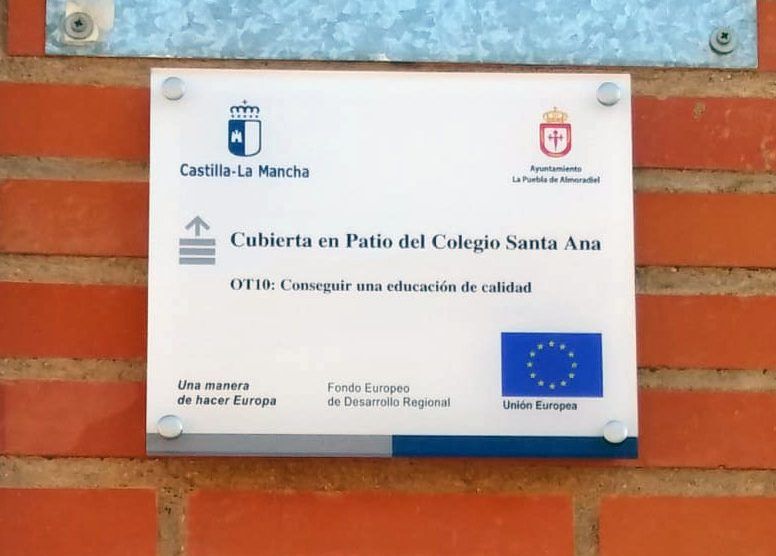 Castilla-La Mancha
Ayuntamiento
La Puebla de Almoradiel
Cubierta en Patio del Colegio Santa Ana
OT10: Conseguir una educación de calidad
Una manera
de hacer Europa
Fondo Europeo
de Desarrollo Regional
Unión Europea